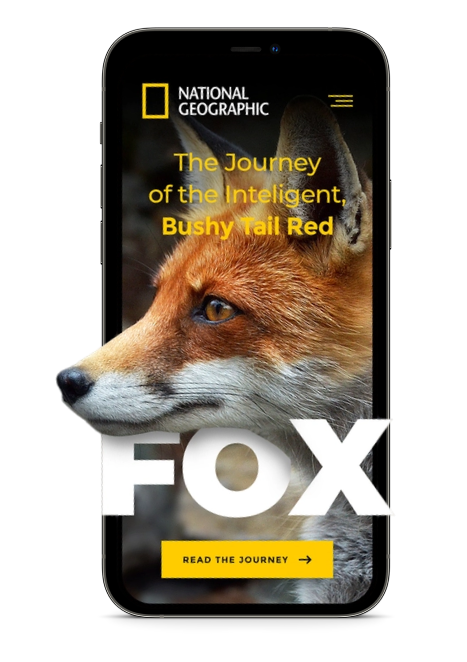 NATIONAL
GEOGRAPHIC
The Journey
of the Inteligent,
Bushy Tail Red
FOX
READ THE JOURNEY